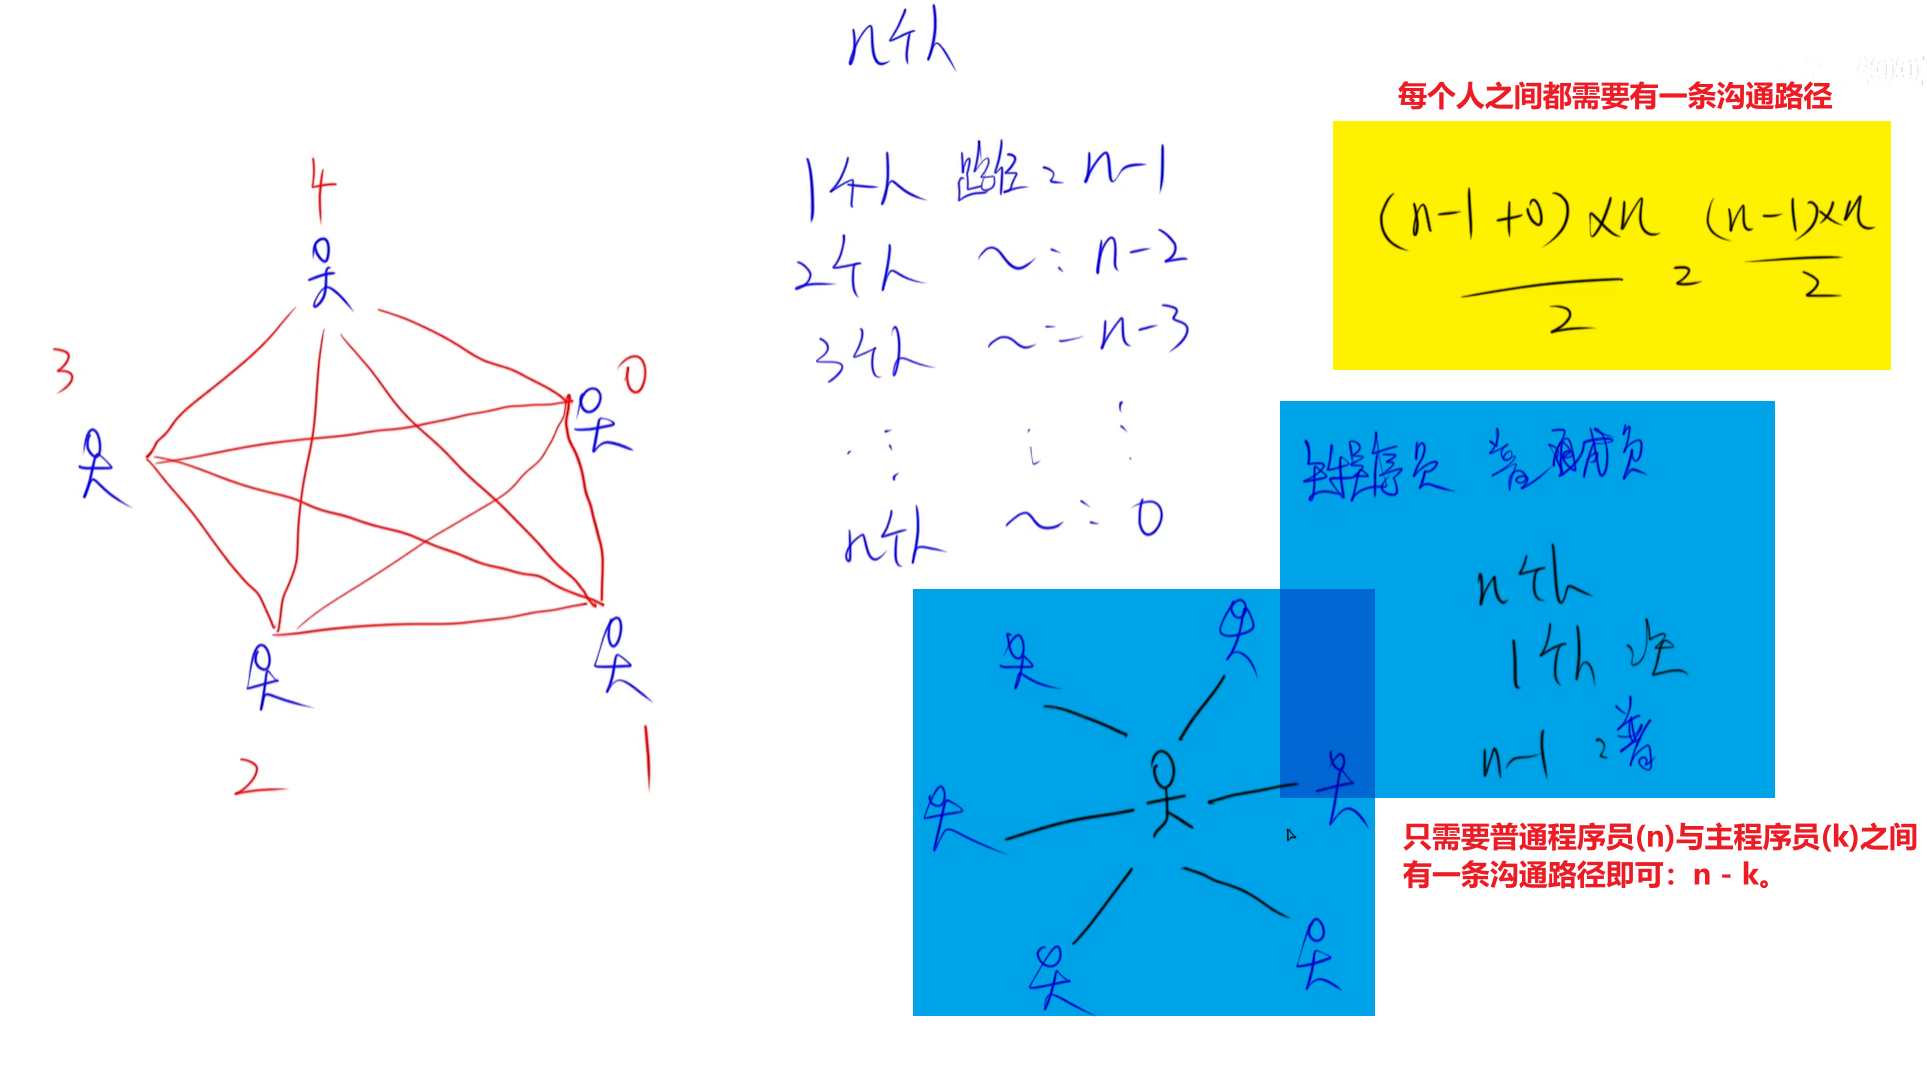 n个人
每个人之间都需要有一条沟通路径
4
1个人 路径: n-1
2个人 ~: n-2
3个人 ~: n-3
⋮ ⋮ ⋮
n个人 ~: 0
(n-1+0)×n
2
=
(n-1)×n
2
3
0
2
1
主程序员 普通程序员
n个人
1个人 :主
n-1 :普
只需要普通程序员(n)与主程序员(k)之间
有一条沟通路径即可：n - k。